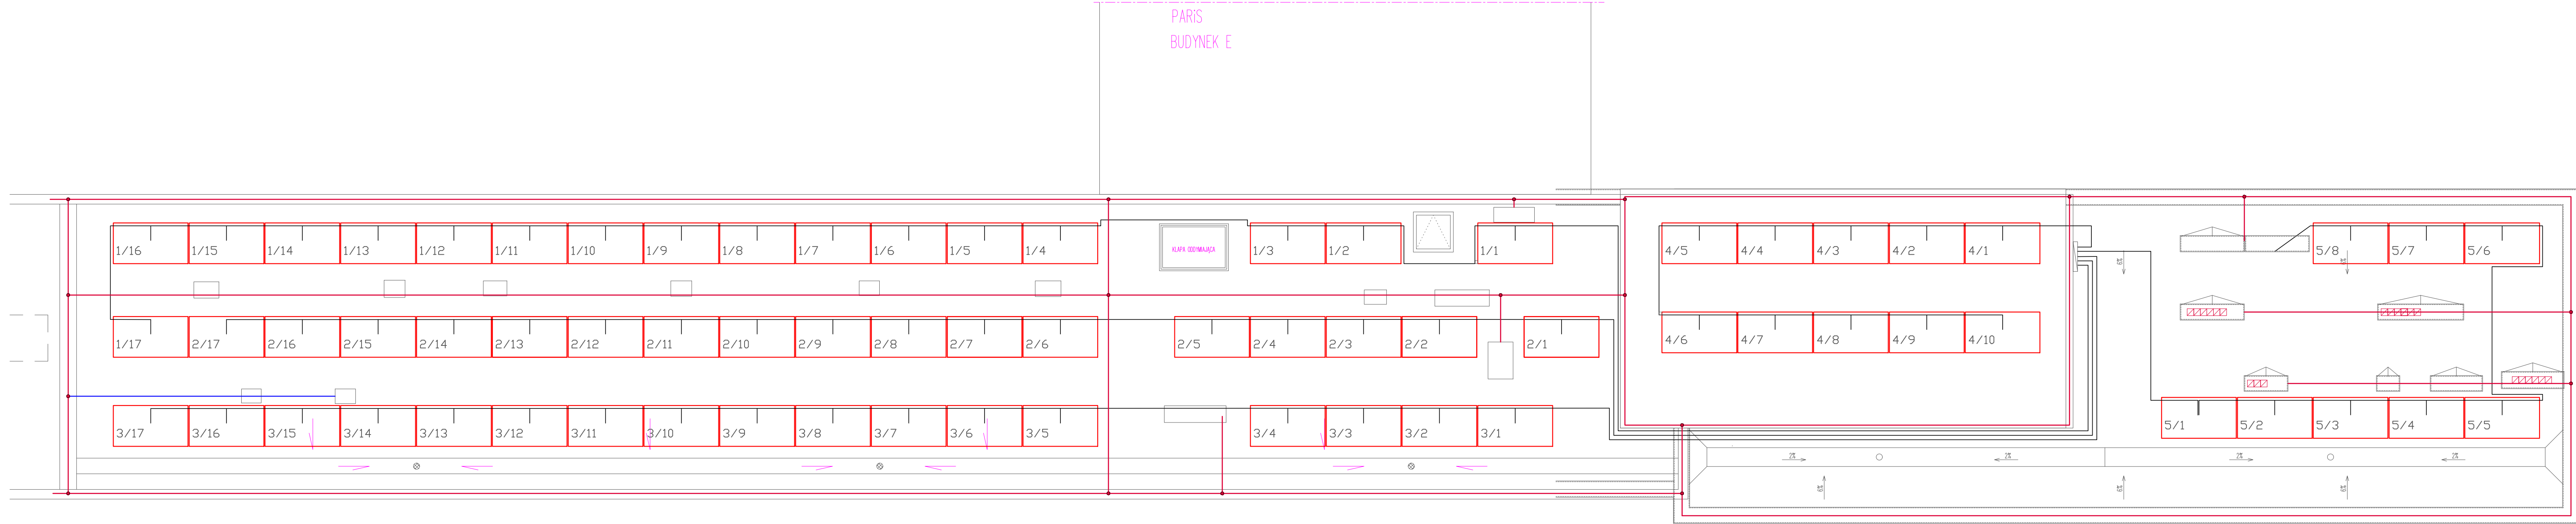 PARiS
BUDYNEK E
1/16 1/15 1/14 1/13 1/12 1/11 1/10 1/9 1/8 1/7 1/6 1/5 1/4 KLAPA ODDYMIAJĄCA 1/3 1/2 1/1 4/5 4/4 4/3 4/2 4/1 5/8 5/7 5/6
1/17 2/17 2/16 2/15 2/14 2/13 2/12 2/11 2/10 2/9 2/8 2/7 2/6 2/5 2/4 2/3 2/2 2/1 4/6 4/7 4/8 4/9 4/10
3/17 3/16 3/15 3/14 3/13 3/12 3/11 3/10 3/9 3/8 3/7 3/6 3/5 3/4 3/3 3/2 3/1 5/1 5/2 5/3 5/4 5/5
2% 2% 2% 2%